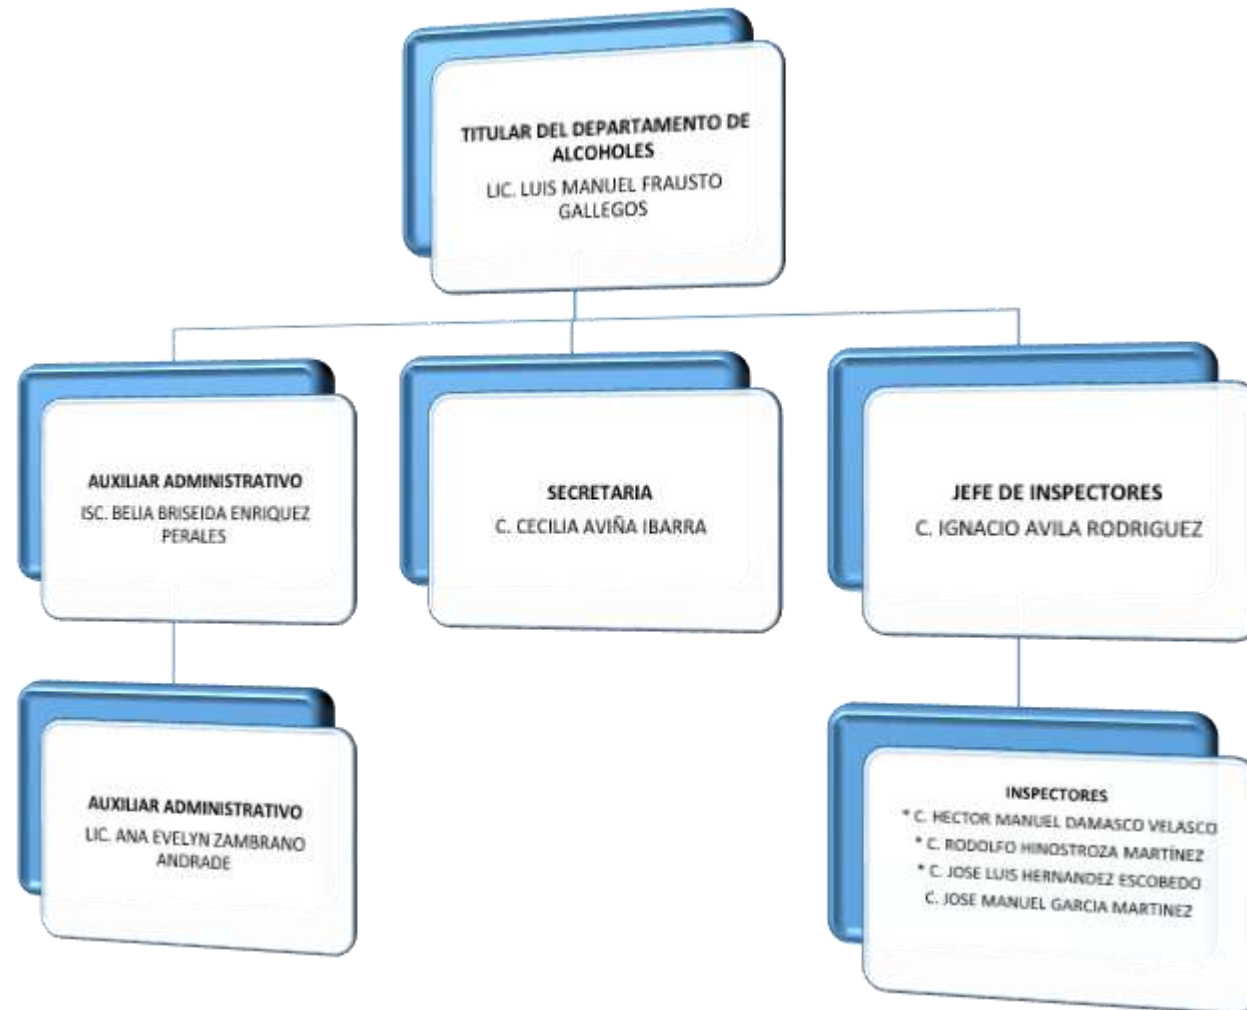 TITULAR DEL DEPARTAMENTO DE
ALCOHOLES
LIC. LUIS MANUEL FRAUSTO
GALLEGOS
AUXILIAR ADMINISTRATIVO
ISC. BELIA BRISEIDA ENRIQUEZ
PERALES
SECRETARIA
C. CECILIA AVIÑA IBARRA
JEFE DE INSPECTORES
C. IGNACIO AVILA RODRIGUEZ
AUXILIAR ADMINISTRATIVO
LIC. ANA EVELYN ZAMBRANO
ANDRADE
INSPECTORES
* C. HECTOR MANUEL DAMASCO VELASCO
* C. RODOLFO HINOSTROZA MARTÍNEZ
* C. JOSE LUIS HERNANDEZ ESCOBEDO
C. JOSE MANUEL GARCIA MARTINEZ